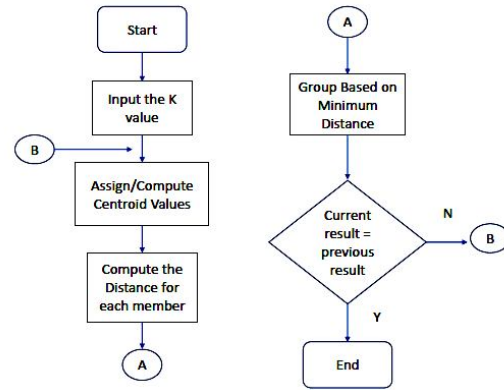 Start
Input the K
value
B
Assign/Compute
Centroid Values
Compute the
Distance for
each member
A
A
Group Based on
Minimum
Distance
Current
result =
previous
result
N
B
Y
End